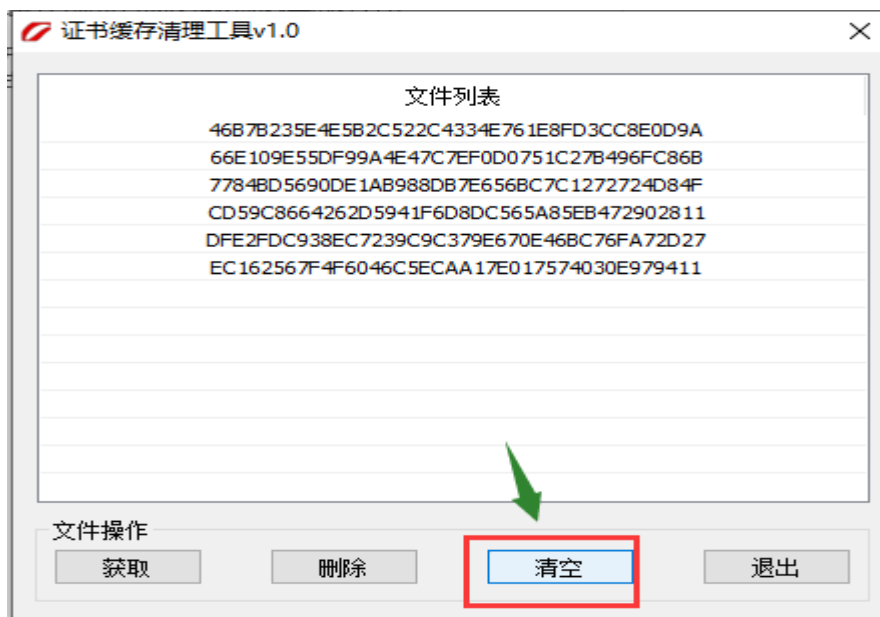 证书缓存清理工具v1.0
文件列表
46B7B235E4E5B2C522C4334E761E8FD3CC8E0D9A
66E109E55DF99A4E47C7EF0D0751C27B496FC86B
7784BD5690DE1AB988DB7E656BC7C1272724D84F
CD59C8664262D5941F6D8DC565A85EB472902811
DFE2FDC938EC7239C9C379E670E46BC76FA72D27
EC162567F4F6046C5ECAA17E017574030E979411
文件操作
获取 删除 清空 退出